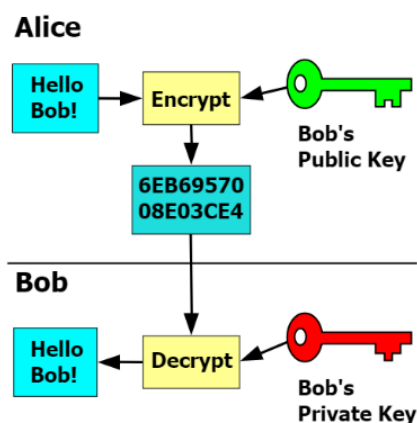 Alice
Hello
Bob!
Encrypt
Bob's
Public Key
6EB69570
08E03CE4
Bob
Hello
Bob!
Decrypt
Bob's
Private Key